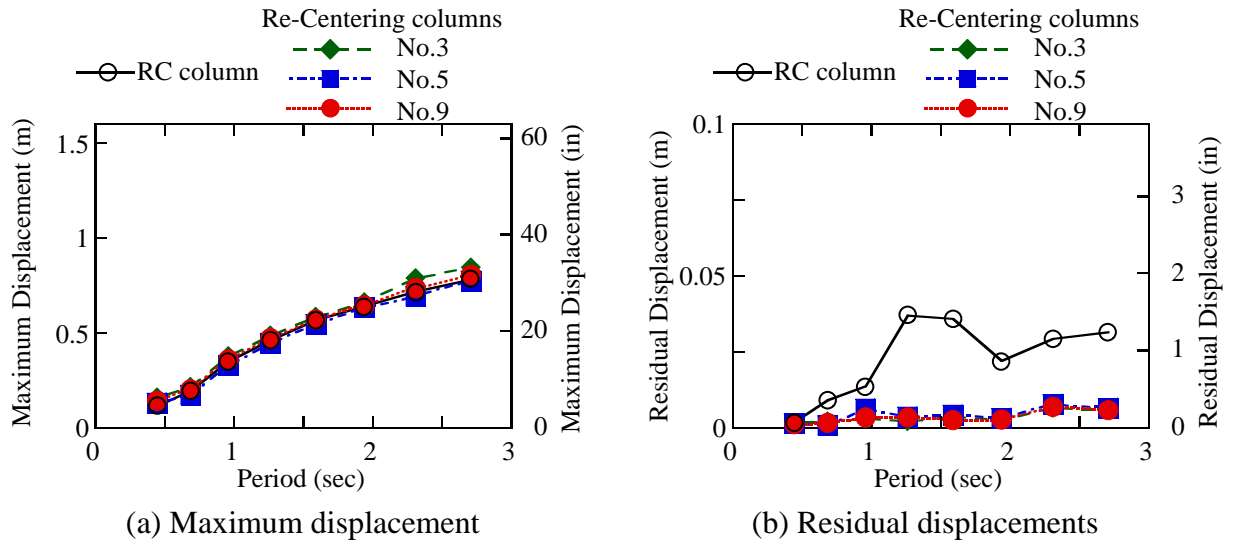 Re-Centering columns
No.3
RC column
No.5
No.9
Maximum Displacement (m)
1.5
1
0.5
0
60
40
20
0
Maximum Displacement (in)
0
1
2
3
Period (sec)
(a) Maximum displacement
Re-Centering columns
No.3
RC column
No.5
No.9
Residual Displacement (m)
0.1
0.05
0
3
2
1
0
Residual Displacement (in)
0
1
2
3
Period (sec)
(b) Residual displacements